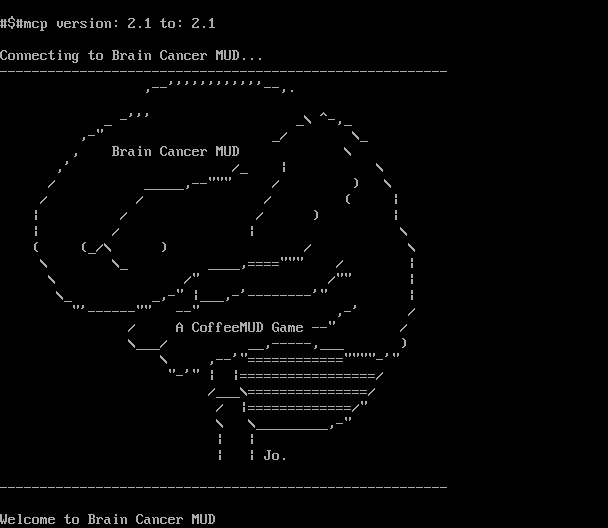 #$#mcp version: 2.1 to: 2.1
Connecting to Brain Cancer MUD...
Brain Cancer MUD
A CoffeeMUD Game
Jo.
Welcome to Brain Cancer MUD